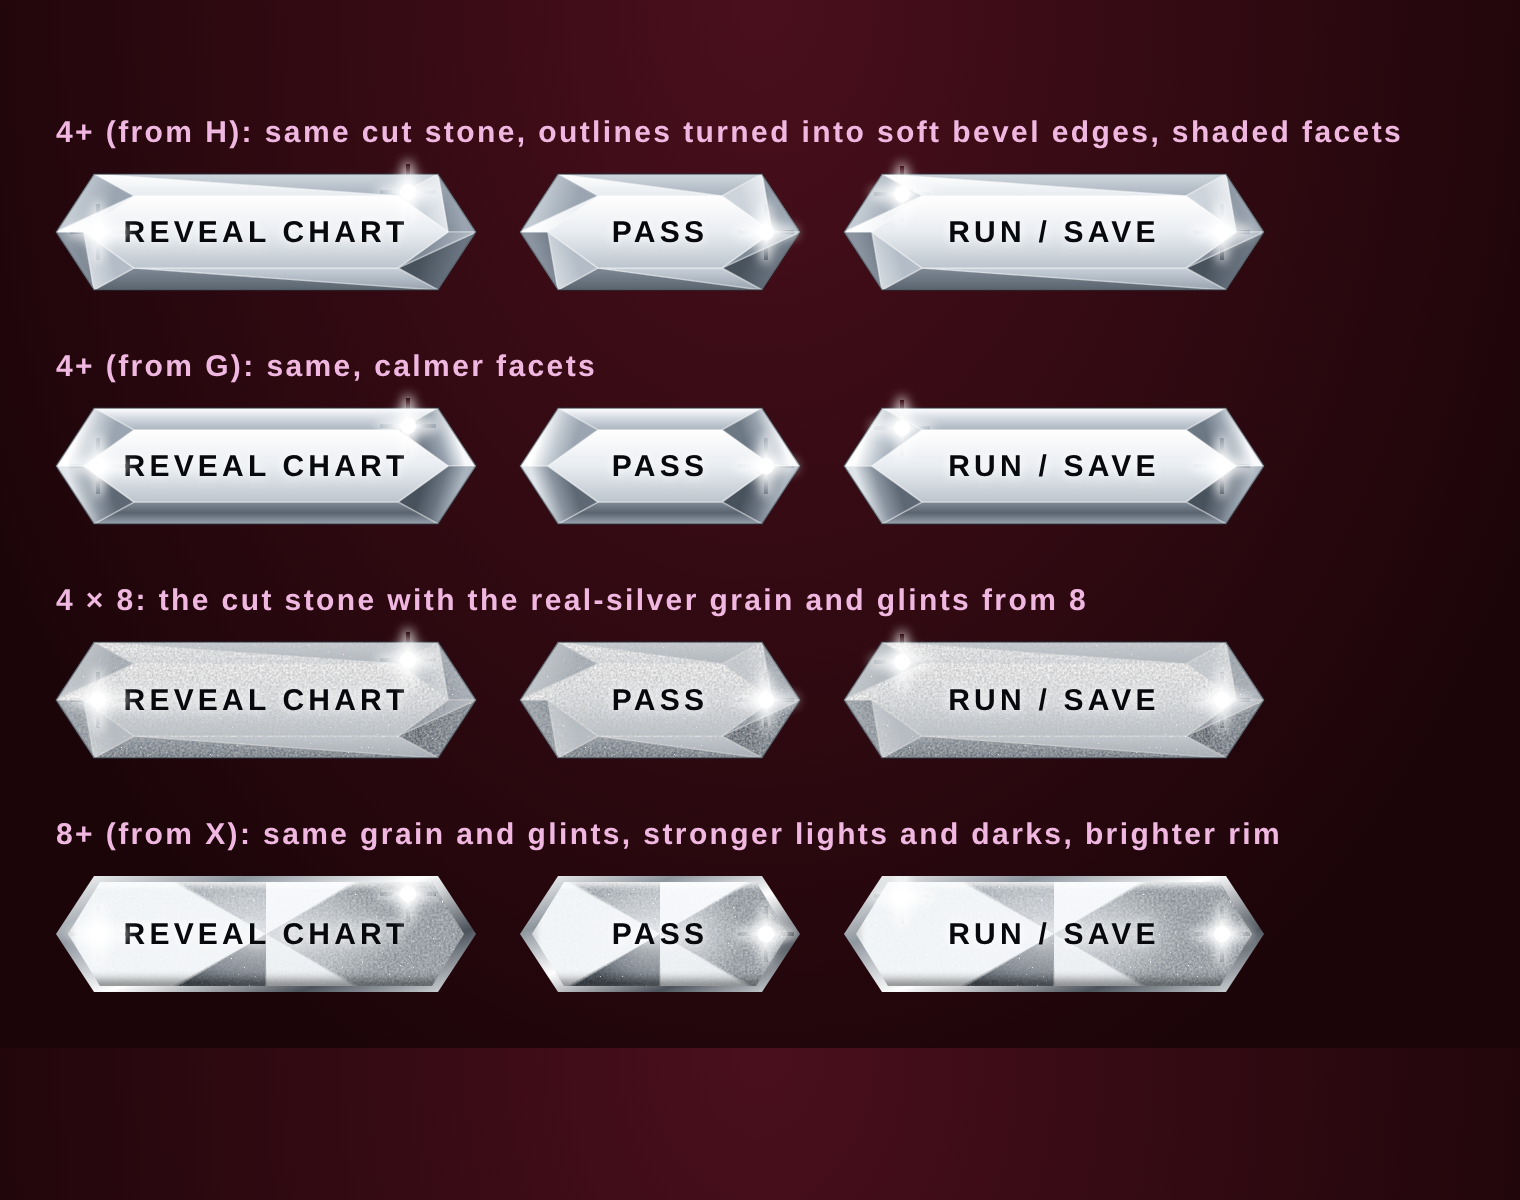 4+ (from H): same cut stone, outlines turned into soft bevel edges, shaded facets
REVEAL CHART PASS RUN / SAVE
4+ (from G): same, calmer facets
REVEAL CHART PASS RUN / SAVE
4 × 8: the cut stone with the real-silver grain and glints from 8
REVEAL CHART PASS RUN / SAVE
8+ (from X): same grain and glints, stronger lights and darks, brighter rim
REVEAL CHART PASS RUN / SAVE